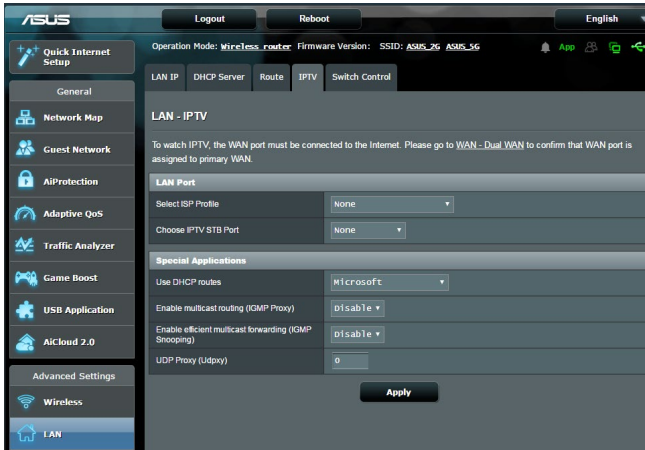 ASUS
Logout
Reboot
English
Quick Internet
Setup
Operation Mode: Wireless router Firmware Version: SSID: ASUS_2G ASUS_5G
App
General
Network Map
Guest Network
AiProtection
Adaptive QoS
Traffic Analyzer
Game Boost
USB Application
AiCloud 2.0
Advanced Settings
Wireless
LAN
LAN IP
DHCP Server
Route
IPTV
Switch Control
LAN - IPTV
To watch IPTV, the WAN port must be connected to the Internet. Please go to WAN - Dual WAN to confirm that WAN port is
assigned to primary WAN.
LAN Port
Select ISP Profile
None
Choose IPTV STB Port
None
Special Applications
Use DHCP routes
Microsoft
Enable multicast routing (IGMP Proxy)
Disable
Enable efficient multicast forwarding (IGMP
Snooping)
Disable
UDP Proxy (Udpxy)
0
Apply